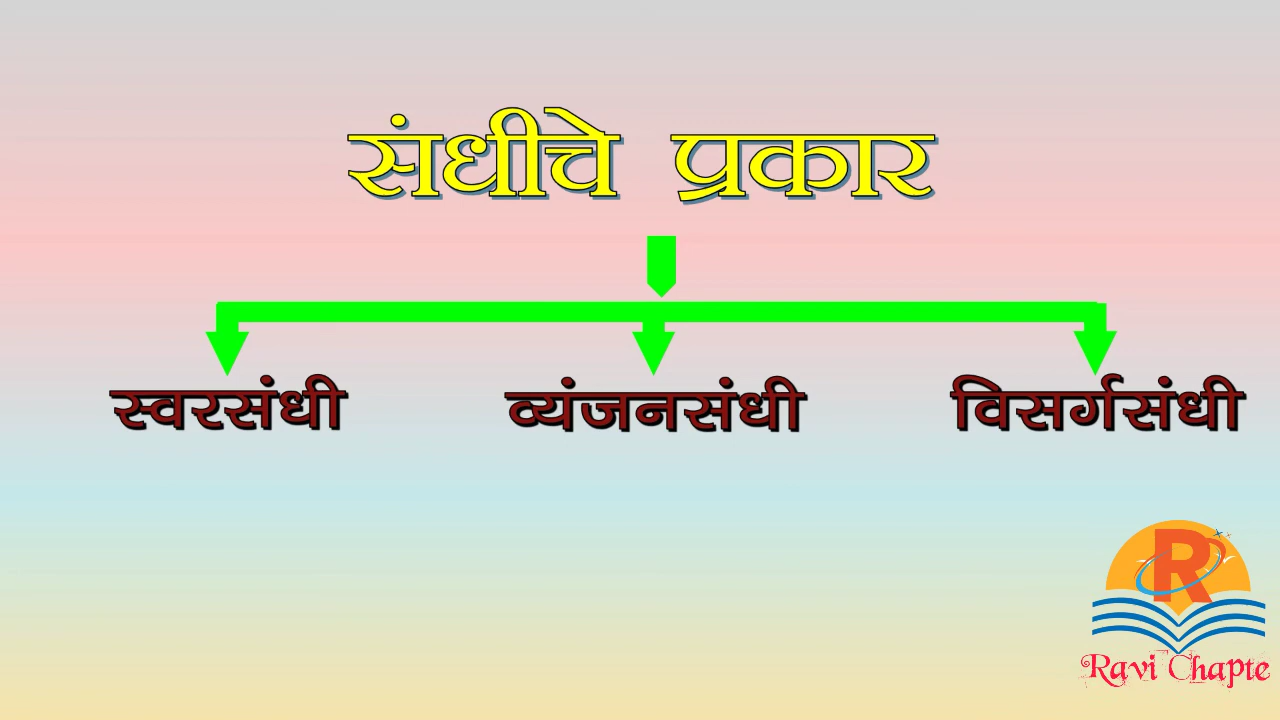 संधीचे प्रकार
स्वरसंधी व्यंजनसंधी विसर्गसंधी
R
Ravi Chapte